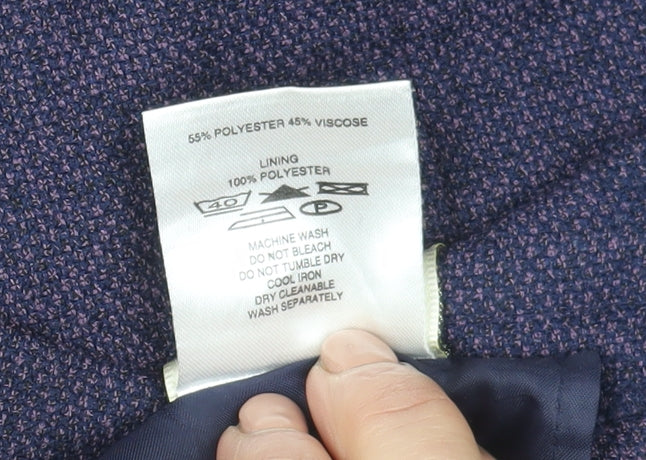 55% POLYESTER 45% VISCOSE
LINING
100% POLYESTER
40
P
MACHINE WASH
DO NOT BLEACH
DO NOT TUMBLE DRY
COOL IRON
DRY CLEANABLE
WASH SEPARATELY